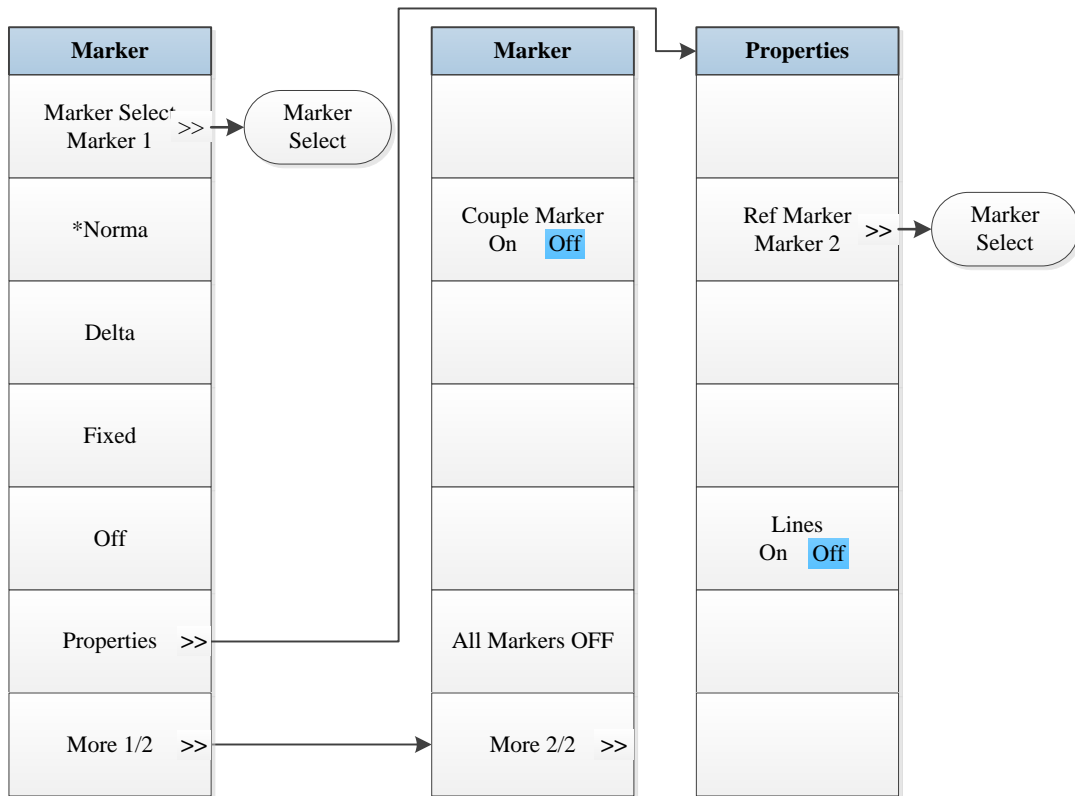 Marker
Marker Select
Marker 1 >>
Marker
Select
*Norma
Delta
Fixed
Off
Properties >>
More 1/2 >>
Marker
Couple Marker
On Off
All Markers OFF
More 2/2 >>
Properties
Ref Marker
Marker 2 >>
Marker
Select
Lines
On Off